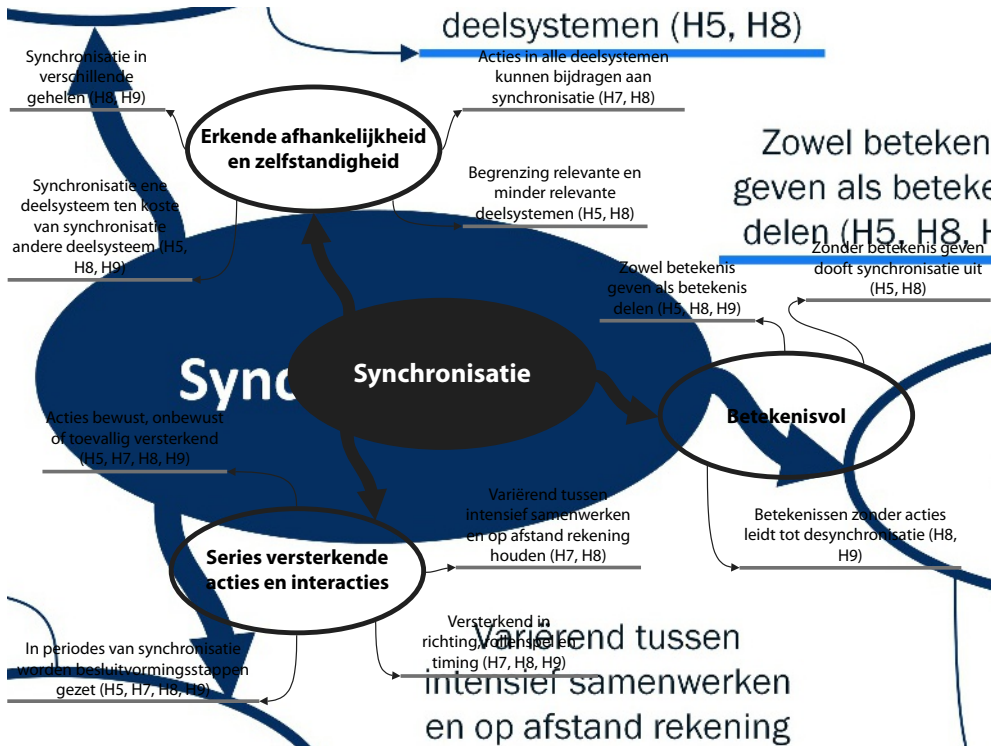 deelsystemen (H5, H8)
Synchronisatie in
verschillende
gehelen (H8, H9)
Acties in alle deelsystemen
kunnen bijdragen aan
synchronisatie (H7, H8)
Erkende afhankelijkheid
en zelfstandigheid
Synchronisatie ene
deelsysteem ten koste
van synchronisatie
andere deelsysteem (H5,
H8, H9)
Begrenzing relevante en
minder relevante
deelsystemen (H5, H8)
Zowel beteken
geven als beteke
delen (H5, H8, H
Zonder betekenis geven
dooft synchronisatie uit
(H5, H8)
Zowel betekenis
geven als betekenis
delen (H5, H8, H9)
Sync
Synchronisatie
Betekenisvol
Acties bewust, onbewust
of toevallig versterkend
(H5, H7, H8, H9)
Variërend tussen
intensief samenwerken
en op afstand rekening
houden (H7, H8)
Betekenissen zonder acties
leidt tot desynchronisatie (H8,
H9)
Series versterkende
acties en interacties
In periodes van synchronisatie
worden besluitvormingsstappen
gezet (H5, H7, H8, H9)
Versterkend in
richting, rollenspel en
timing (H7, H8, H9)
Variërend tussen
intensief samenwerken
en op afstand rekening